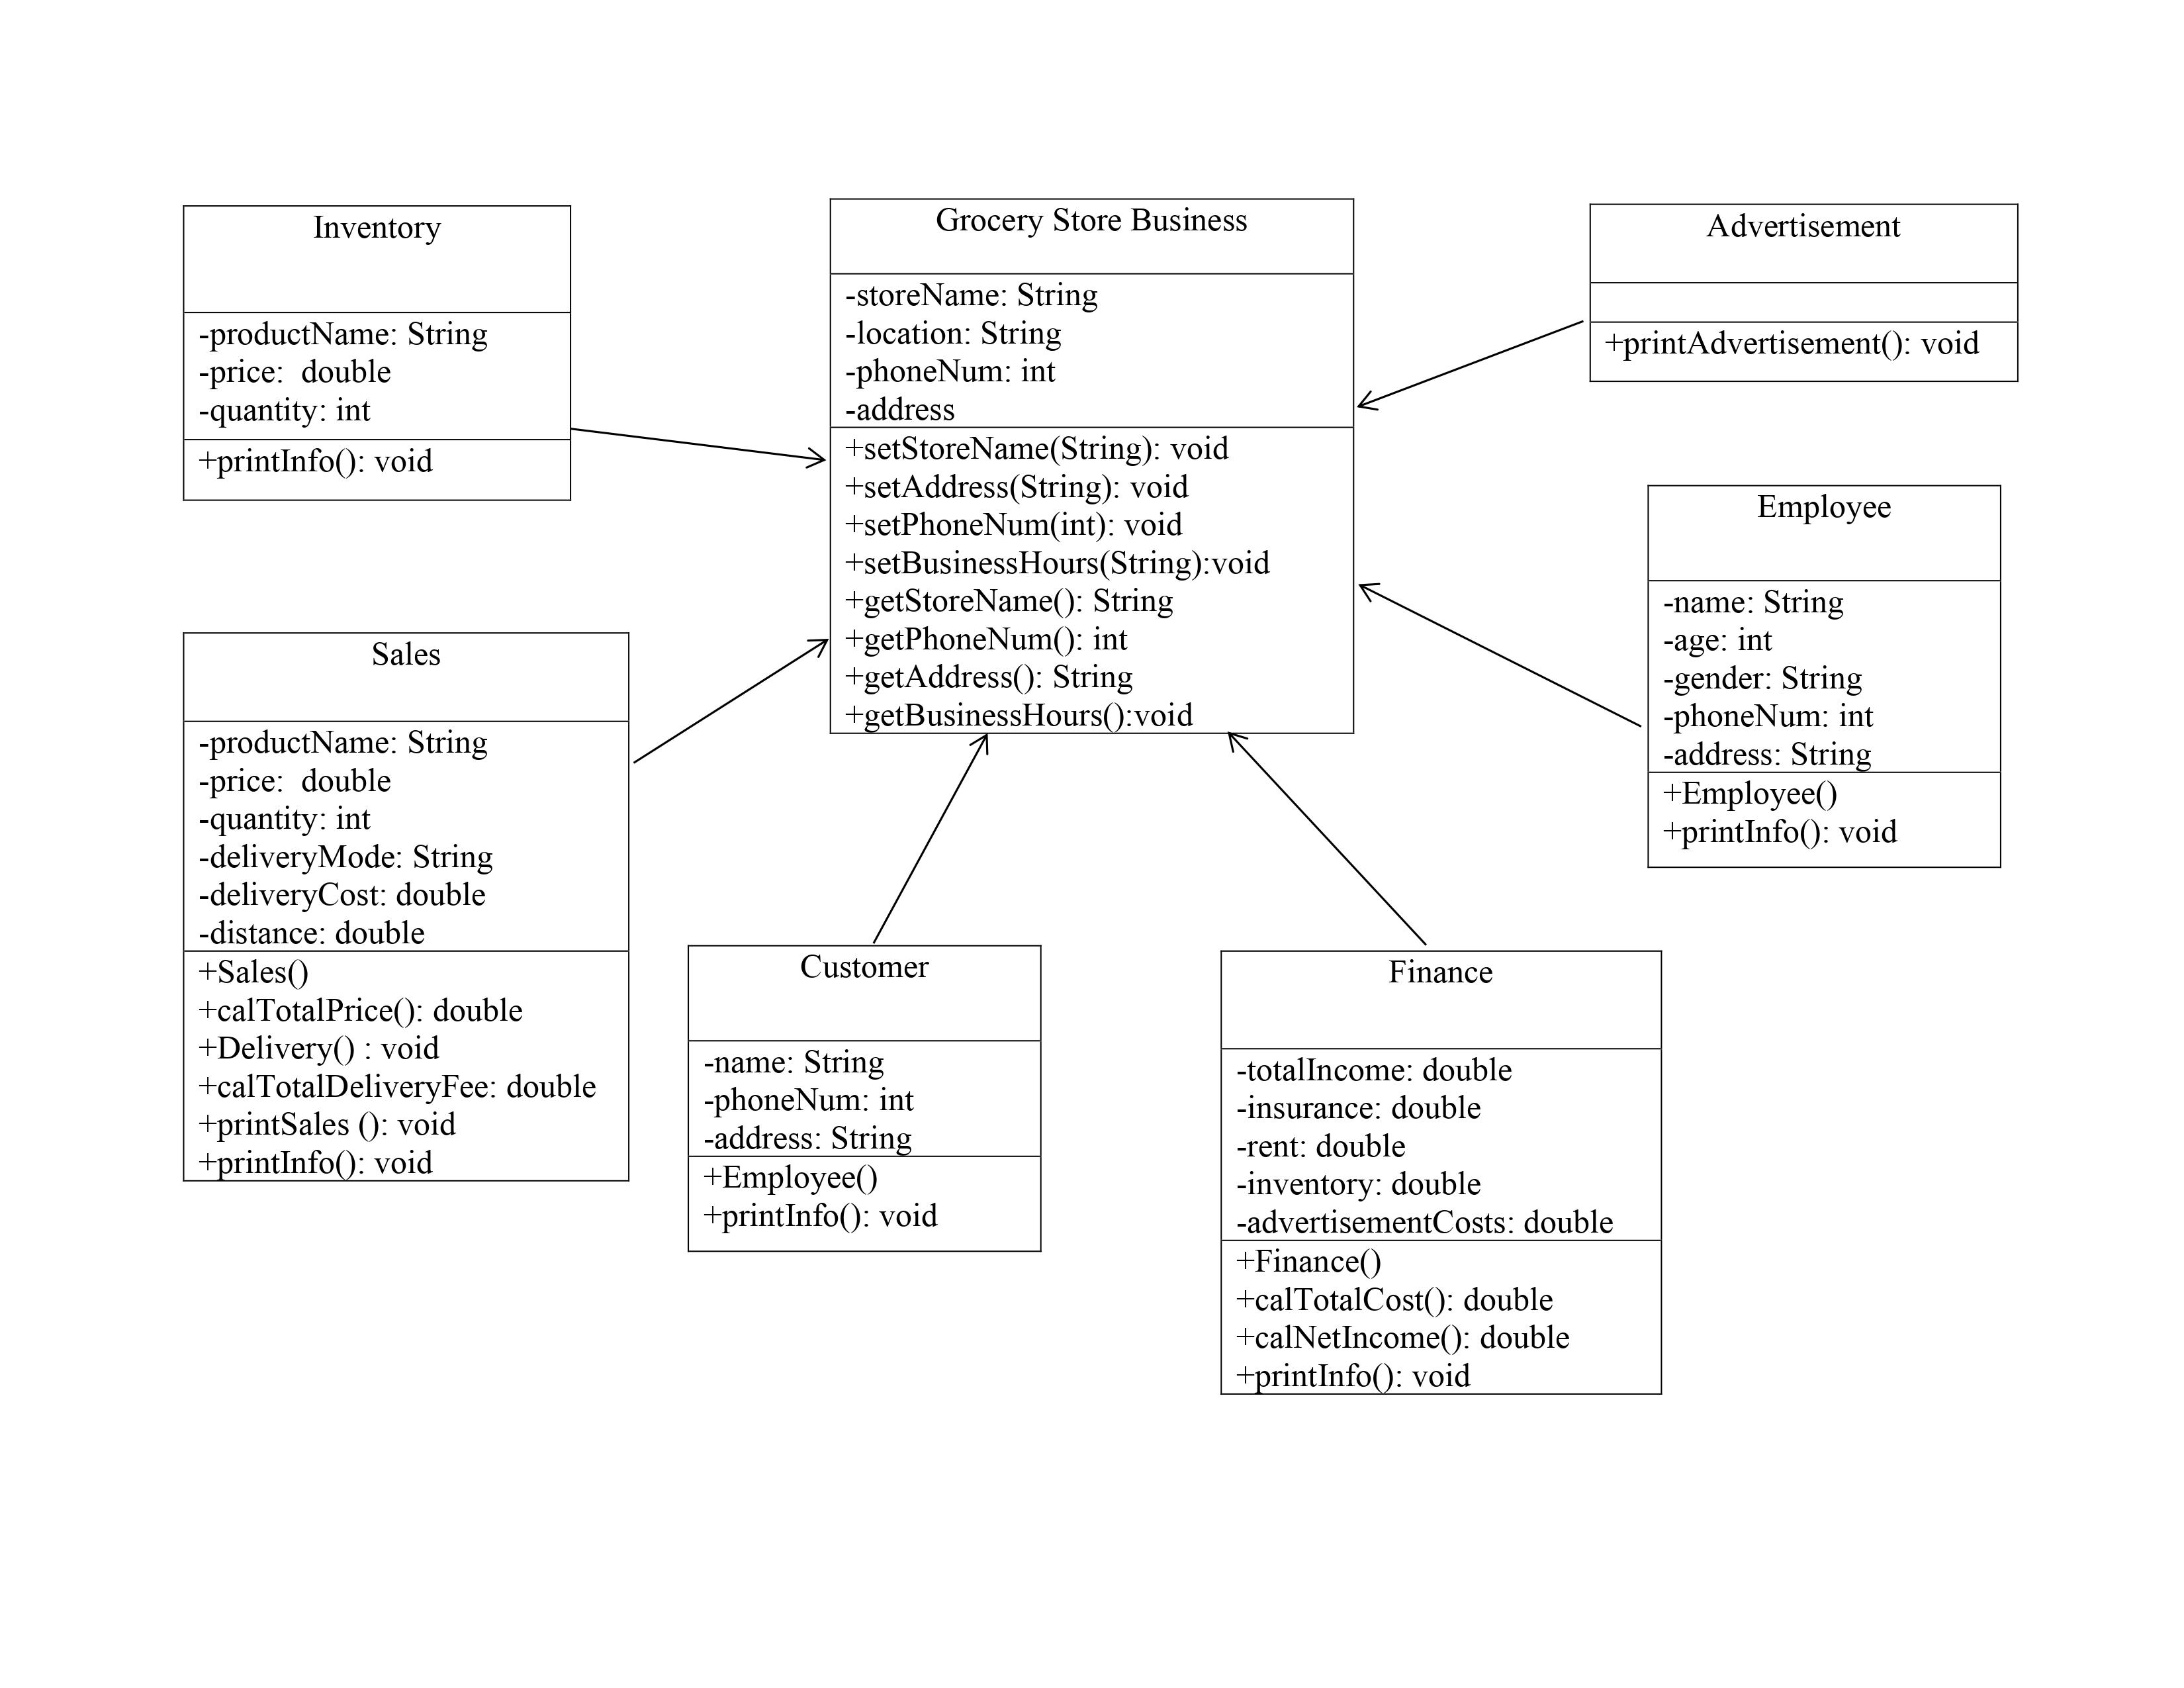 Inventory
-productName: String
-price:  double
-quantity: int
+printInfo(): void
Grocery Store Business
-storeName: String
-location: String
-phoneNum: int
-address
+setStoreName(String): void
+setAddress(String): void
+setPhoneNum(int): void
+setBusinessHours(String):void
+getStoreName(): String
+getPhoneNum(): int
+getAddress(): String
+getBusinessHours():void
Advertisement
+printAdvertisement(): void
Employee
-name: String
-age: int
-gender: String
-phoneNum: int
-address: String
+Employee()
+printInfo(): void
Sales
-productName: String
-price:  double
-quantity: int
-deliveryMode: String
-deliveryCost: double
-distance: double
+Sales()
+calTotalPrice(): double
+Delivery() : void
+calTotalDeliveryFee: double
+printSales (): void
+printInfo(): void
Customer
-name: String
-phoneNum: int
-address: String
+Employee()
+printInfo(): void
Finance
-totalIncome: double
-insurance: double
-rent: double
-inventory: double
-advertisementCosts: double
+Finance()
+calTotalCost(): double
+calNetIncome(): double
+printInfo(): void